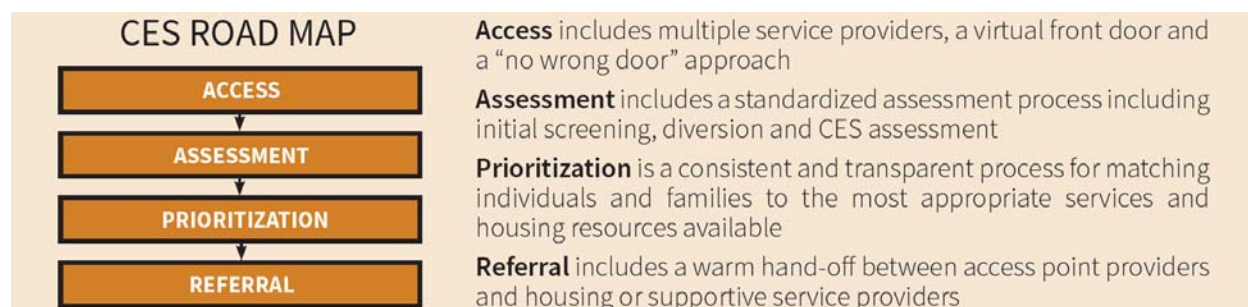 CES ROAD MAP
ACCESS
ASSESSMENT
PRIORITIZATION
REFERRAL
Access includes multiple service providers, a virtual front door and
a “no wrong door” approach
Assessment includes a standardized assessment process including
initial screening, diversion and CES assessment
Prioritization is a consistent and transparent process for matching
individuals and families to the most appropriate services and
housing resources available
Referral includes a warm hand-off between access point providers
and housing or supportive service providers